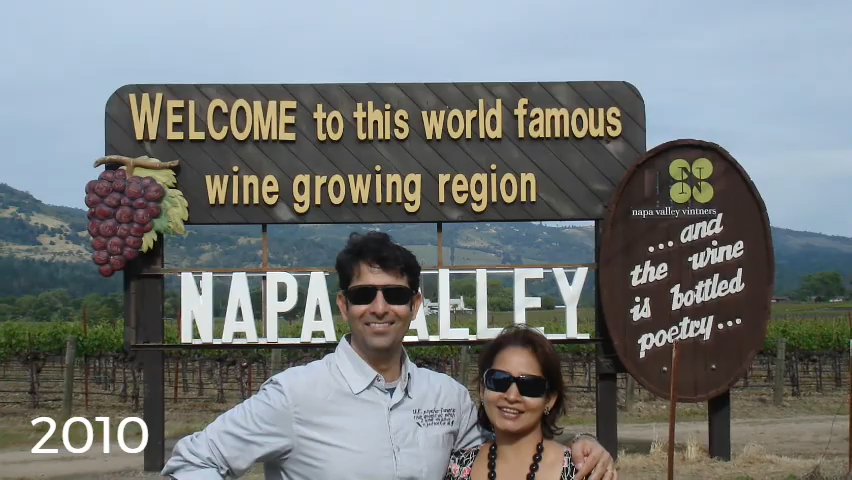 WELCOME to this world famous
wine growing region
NAPA VALLEY
napa valley vintners
...and
the wine
is bottled
poetry...
2010